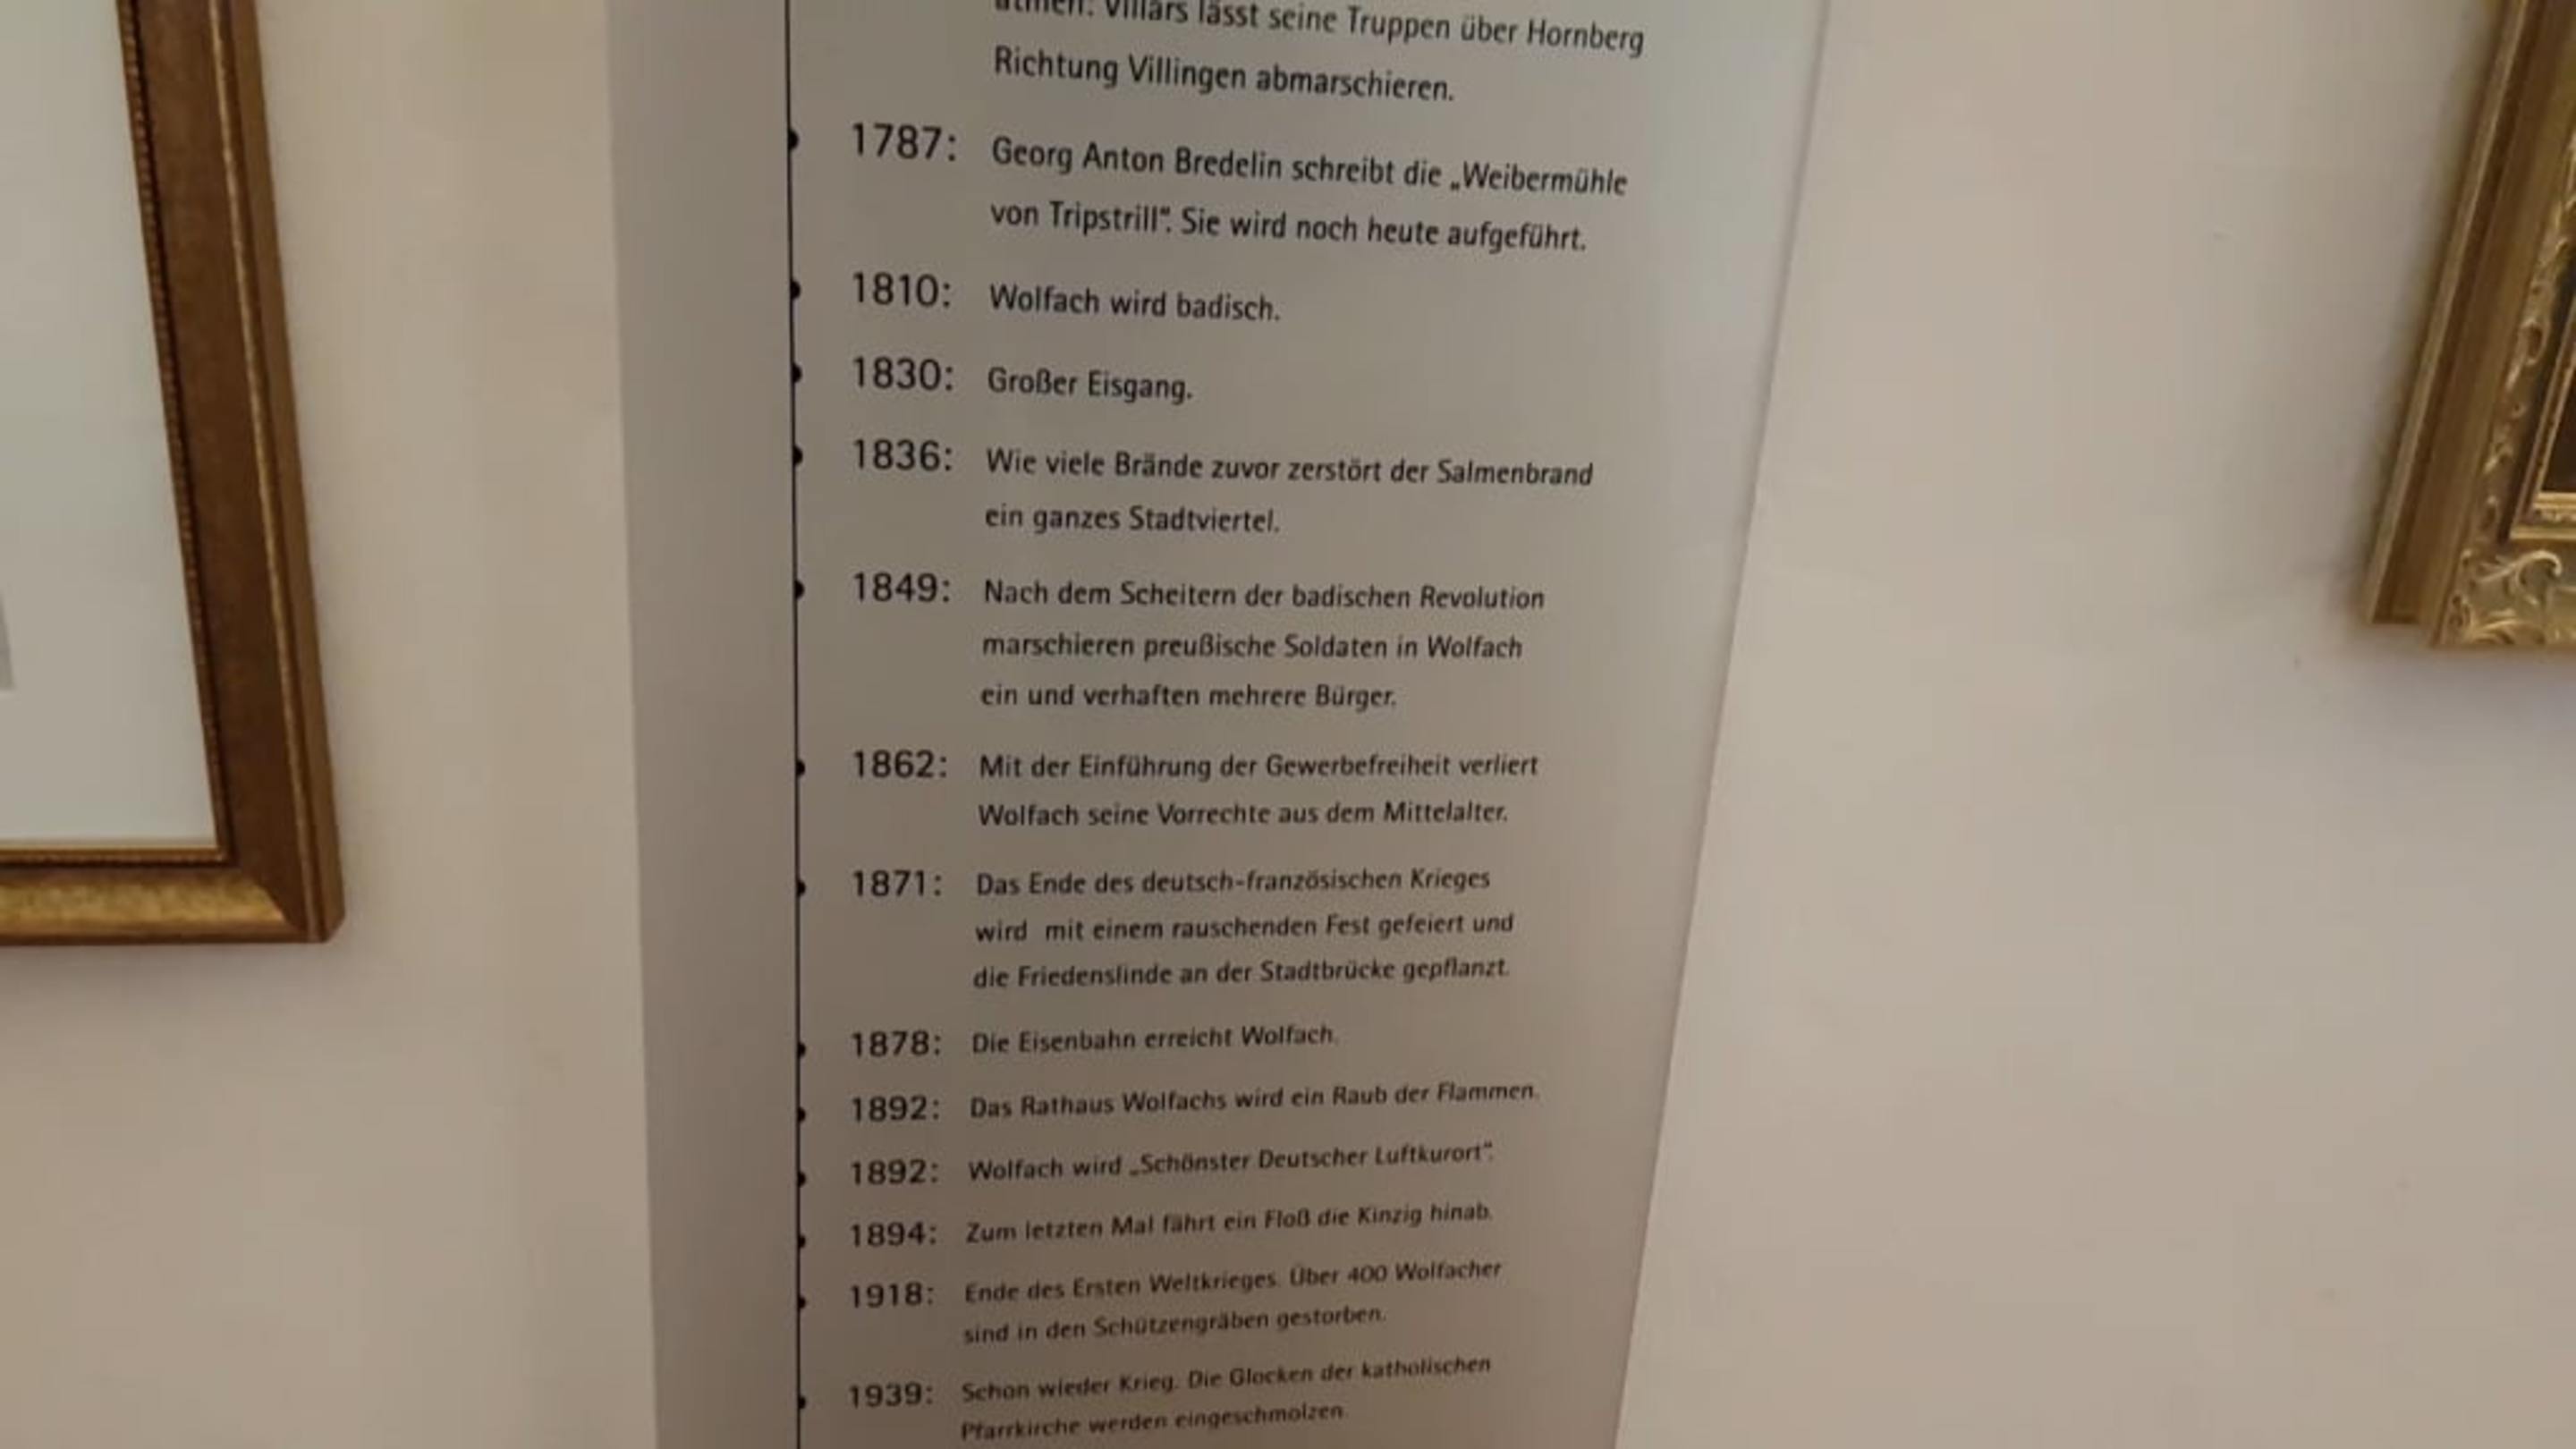 atmen: Villars lässt seine Truppen über Hornberg
Richtung Villingen abmarschieren.
1787: Georg Anton Bredelin schreibt die „Weibermühle
von Tripstrill“. Sie wird noch heute aufgeführt.
1810: Wolfach wird badisch.
1830: Großer Eisgang.
1836: Wie viele Brände zuvor zerstört der Salmenbrand
ein ganzes Stadtviertel.
1849: Nach dem Scheitern der badischen Revolution
marschieren preußische Soldaten in Wolfach
ein und verhaften mehrere Bürger.
1862: Mit der Einführung der Gewerbefreiheit verliert
Wolfach seine Vorrechte aus dem Mittelalter.
1871: Das Ende des deutsch-französischen Krieges
wird mit einem rauschenden Fest gefeiert und
die Friedenslinde an der Stadtbrücke gepflanzt.
1878: Die Eisenbahn erreicht Wolfach.
1892: Das Rathaus Wolfachs wird ein Raub der Flammen.
1892: Wolfach wird „Schönster Deutscher Luftkurort“.
1894: Zum letzten Mal fährt ein Floß die Kinzig hinab.
1918: Ende des Ersten Weltkrieges. Über 400 Wolfacher
sind in den Schützengräben gestorben.
1939: Schon wieder Krieg. Die Glocken der katholischen
Pfarrkirche werden eingeschmolzen.